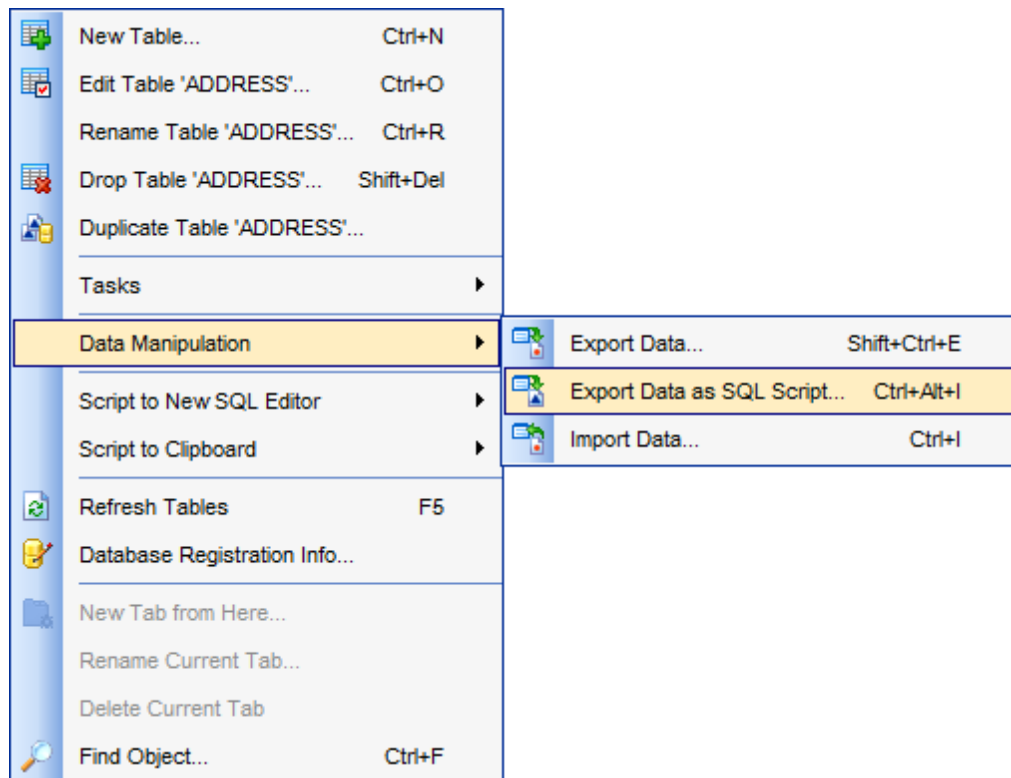 New Table... Ctrl+N
Edit Table 'ADDRESS'... Ctrl+O
Rename Table 'ADDRESS'... Ctrl+R
Drop Table 'ADDRESS'... Shift+Del
Duplicate Table 'ADDRESS'...
Tasks
Data Manipulation
Export Data... Shift+Ctrl+E
Export Data as SQL Script... Ctrl+Alt+I
Import Data... Ctrl+I
Script to New SQL Editor
Script to Clipboard
Refresh Tables F5
Database Registration Info...
New Tab from Here...
Rename Current Tab...
Delete Current Tab
Find Object... Ctrl+F